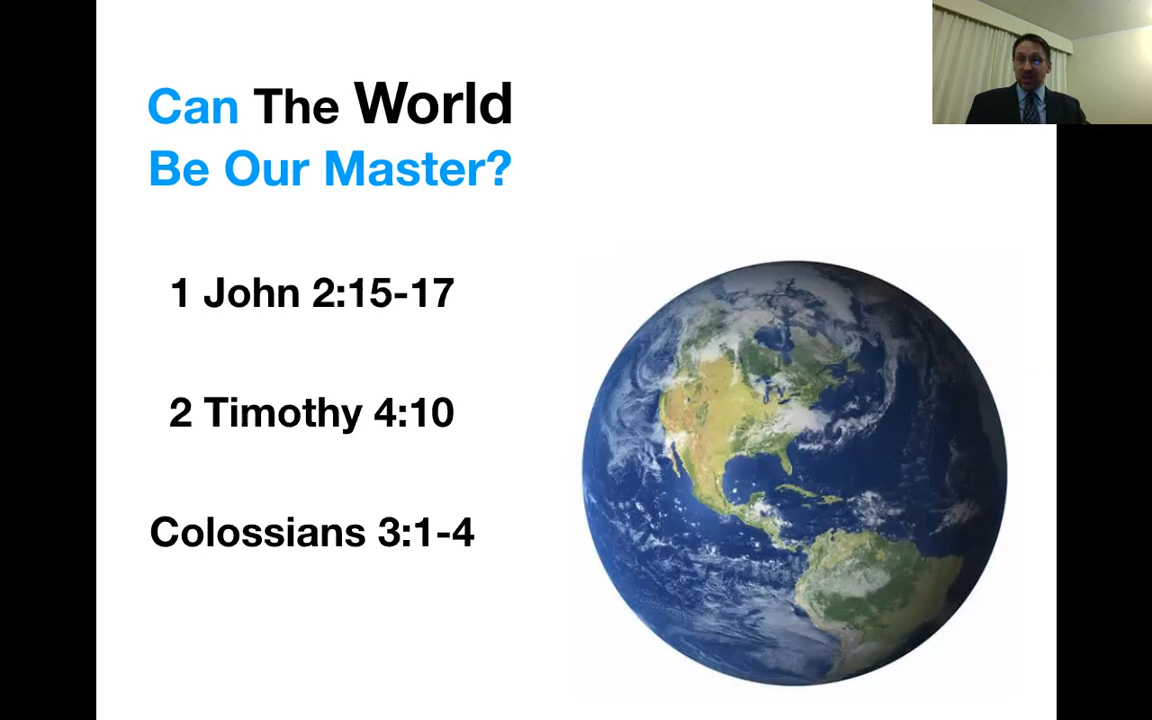 Can The World
Be Our Master?
1 John 2:15-17
2 Timothy 4:10
Colossians 3:1-4